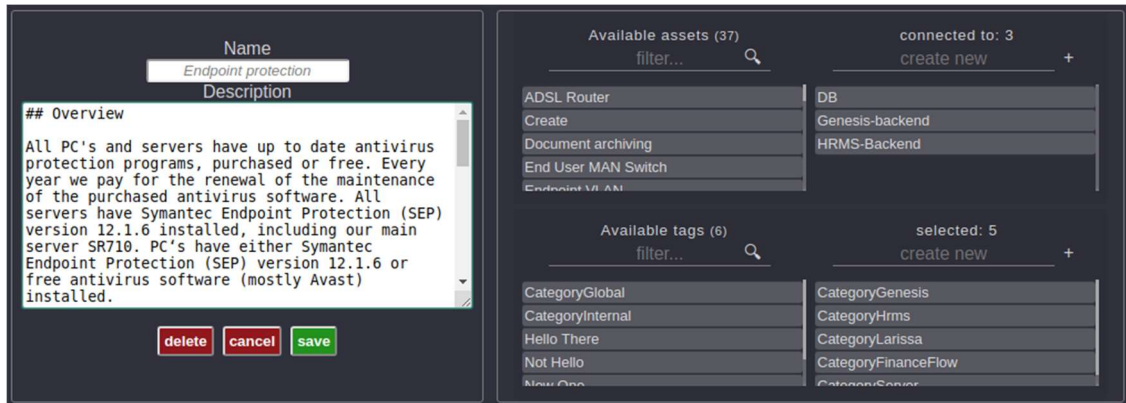 Name
Endpoint protection
Description
## Overview
All PC's and servers have up to date antivirus
protection programs, purchased or free. Every
year we pay for the renewal of the maintenance
of the purchased antivirus software. All
servers have Symantec Endpoint Protection (SEP)
version 12.1.6 installed, including our main
server SR710. PC‘s have either Symantec
Endpoint Protection (SEP) version 12.1.6 or
free antivirus software (mostly Avast)
installed.
delete cancel save
Available assets (37)
filter...
ADSL Router
Create
Document archiving
End User MAN Switch
Endpoint VLAN
connected to: 3
create new +
DB
Genesis-backend
HRMS-Backend
Available tags (6)
filter...
CategoryGlobal
CategoryInternal
Hello There
Not Hello
New One
selected: 5
create new +
CategoryGenesis
CategoryHrms
CategoryLarissa
CategoryFinanceFlow
CategoryServer